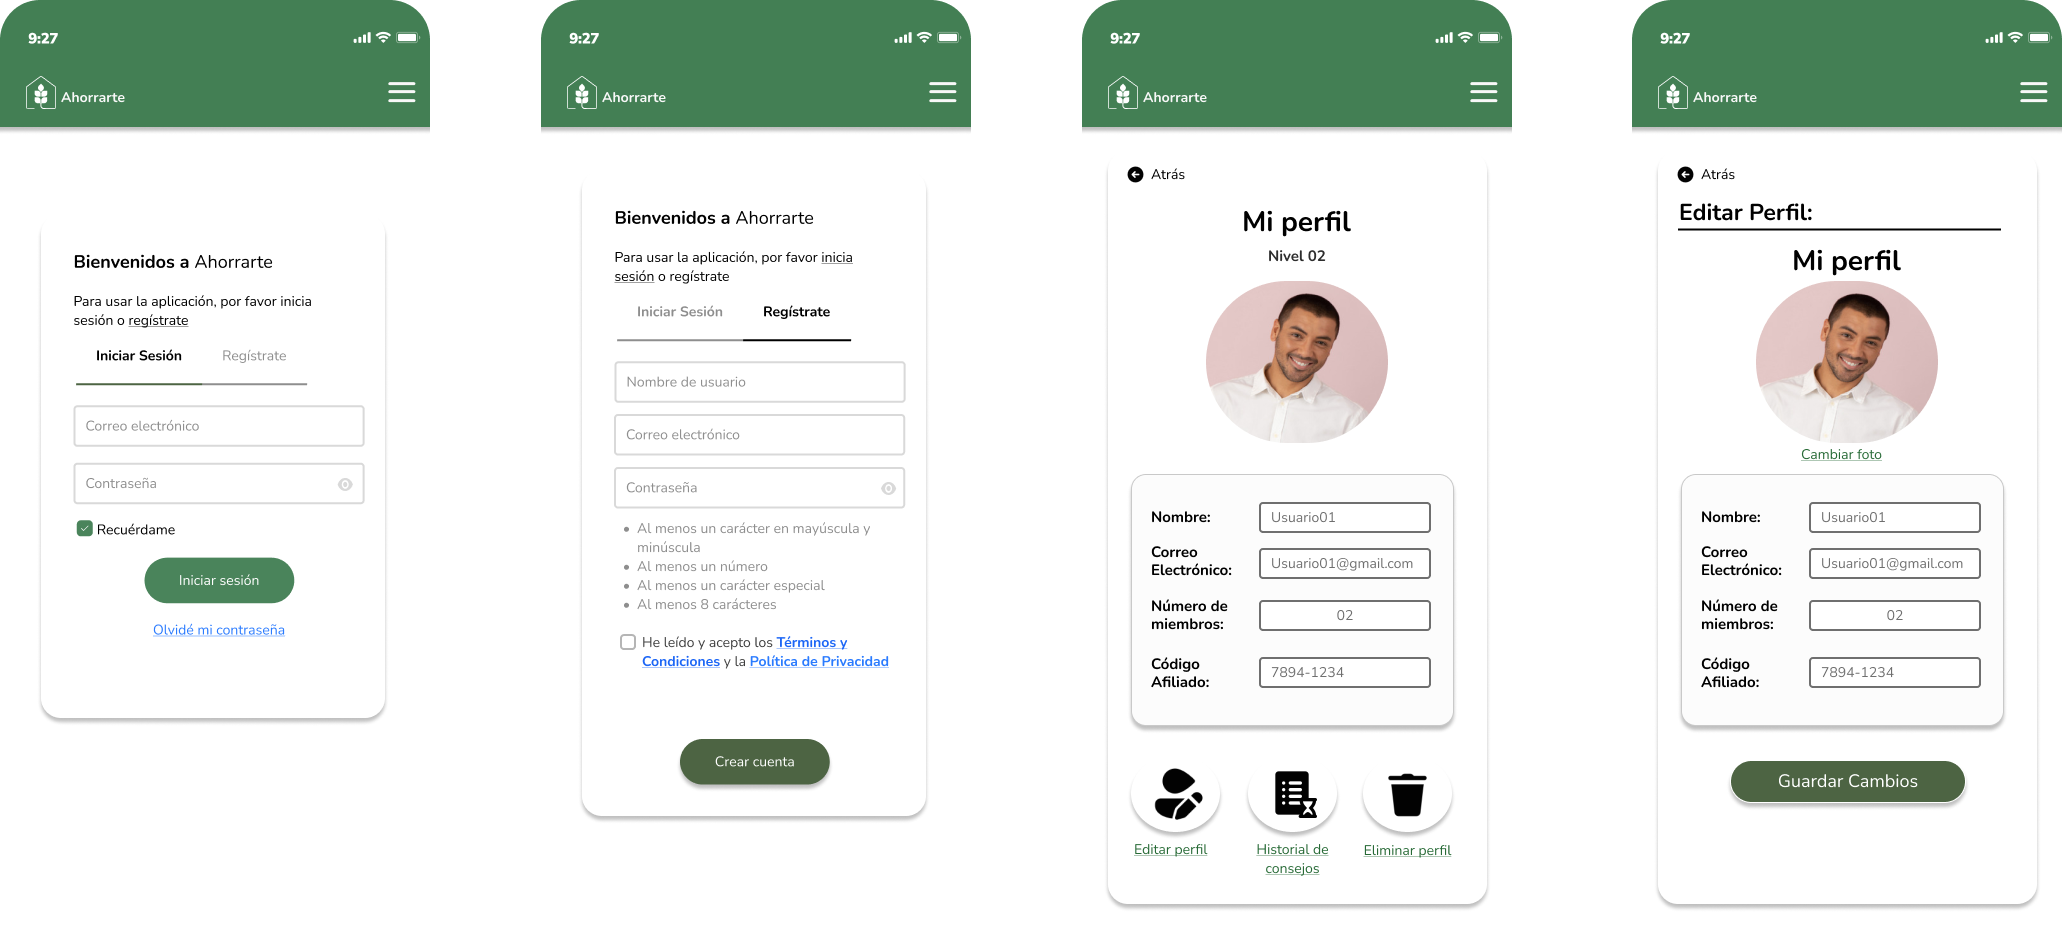 9:27
Ahorrarte
Bienvenidos a Ahorrarte
Para usar la aplicación, por favor inicia
sesión o regístrate
Iniciar Sesión Regístrate
Correo electrónico
Contraseña
Recuérdame
Iniciar sesión
Olvidé mi contraseña
9:27
Ahorrarte
Bienvenidos a Ahorrarte
Para usar la aplicación, por favor inicia
sesión o regístrate
Iniciar Sesión Regístrate
Nombre de usuario
Correo electrónico
Contraseña
• Al menos un carácter en mayúscula y
minúscula
• Al menos un número
• Al menos un carácter especial
• Al menos 8 carácteres
He leído y acepto los Términos y
Condiciones y la Política de Privacidad
Crear cuenta
9:27
Ahorrarte
Atrás
Mi perfil
Nivel 02
Nombre: Usuario01
Correo
Electrónico: Usuario01@gmail.com
Número de
miembros: 02
Código
Afiliado: 7894-1234
Editar perfil
Historial de
consejos
Eliminar perfil
9:27
Ahorrarte
Atrás
Editar Perfil:
Mi perfil
Cambiar foto
Nombre: Usuario01
Correo
Electrónico: Usuario01@gmail.com
Número de
miembros: 02
Código
Afiliado: 7894-1234
Guardar Cambios